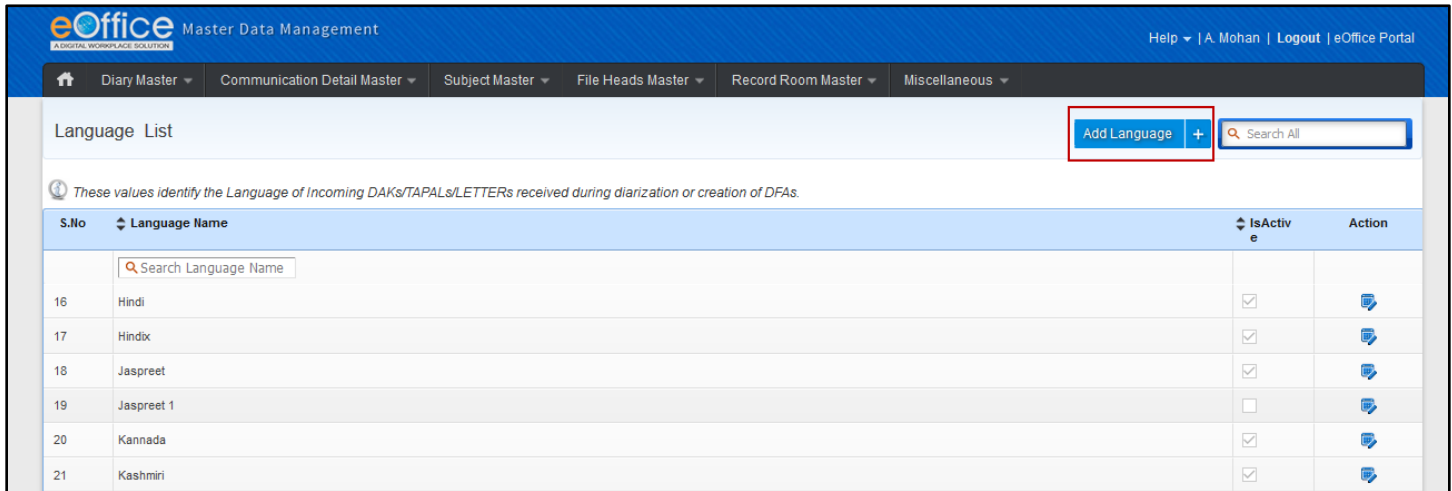 eOffice Master Data Management
A DIGITAL WORKPLACE SOLUTION
Help | A. Mohan | Logout | eOffice Portal
Diary Master Communication Detail Master Subject Master File Heads Master Record Room Master Miscellaneous
Language List Add Language + Search All
These values identify the Language of Incoming DAKs/TAPALs/LETTERs received during diarization or creation of DFAs.
S.No Language Name IsActiv Action
e
Search Language Name
16 Hindi
17 Hindix
18 Jaspreet
19 Jaspreet 1
20 Kannada
21 Kashmiri